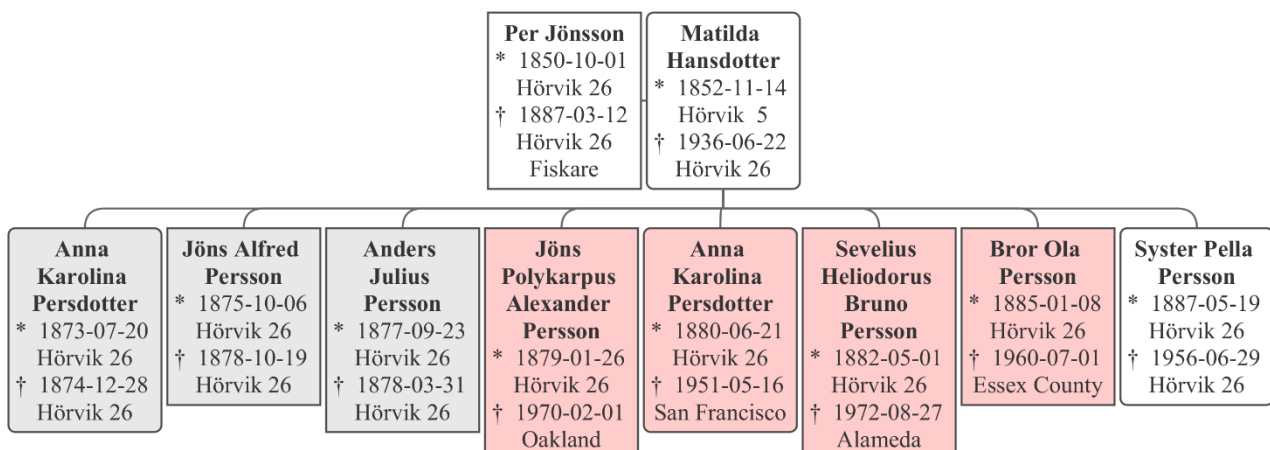 Per Jönsson
* 1850-10-01
Hörvik 26
† 1887-03-12
Hörvik 26
Fiskare
Matilda
Hansdotter
* 1852-11-14
Hörvik 5
† 1936-06-22
Hörvik 26
Anna
Karolina
Persdotter
* 1873-07-20
Hörvik 26
† 1874-12-28
Hörvik 26
Jöns Alfred
Persson
* 1875-10-06
Hörvik 26
† 1878-10-19
Hörvik 26
Anders
Julius
Persson
* 1877-09-23
Hörvik 26
† 1878-03-31
Hörvik 26
Jöns
Polykarpus
Alexander
Persson
* 1879-01-26
Hörvik 26
† 1970-02-01
Oakland
Anna
Karolina
Persdotter
* 1880-06-21
Hörvik 26
† 1951-05-16
San Francisco
Sevelius
Heliodorus
Bruno
Persson
* 1882-05-01
Hörvik 26
† 1972-08-27
Alameda
Bror Ola
Persson
* 1885-01-08
Hörvik 26
† 1960-07-01
Essex County
Syster Pella
Persson
* 1887-05-19
Hörvik 26
† 1956-06-29
Hörvik 26